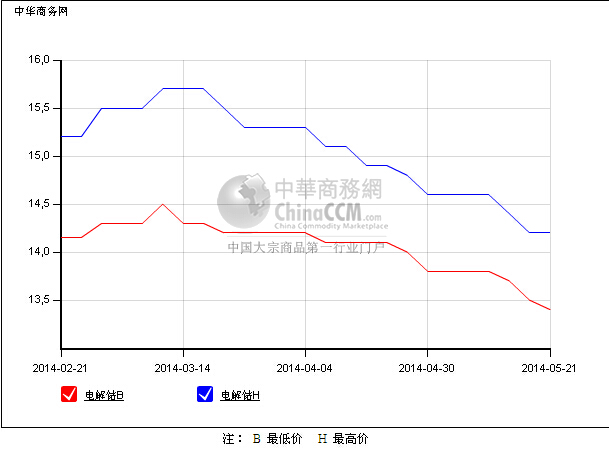 中华商务网
16,0
15,5
15,0
14,5
14,0
13,5
中華商務網
ChinaCCM.com
China Commodity Marketplace
中国大宗商品第一行业门户
2014-02-21 2014-03-14 2014-04-04 2014-04-30 2014-05-21
电解储B 电解储H
注： B 最低价 H 最高价